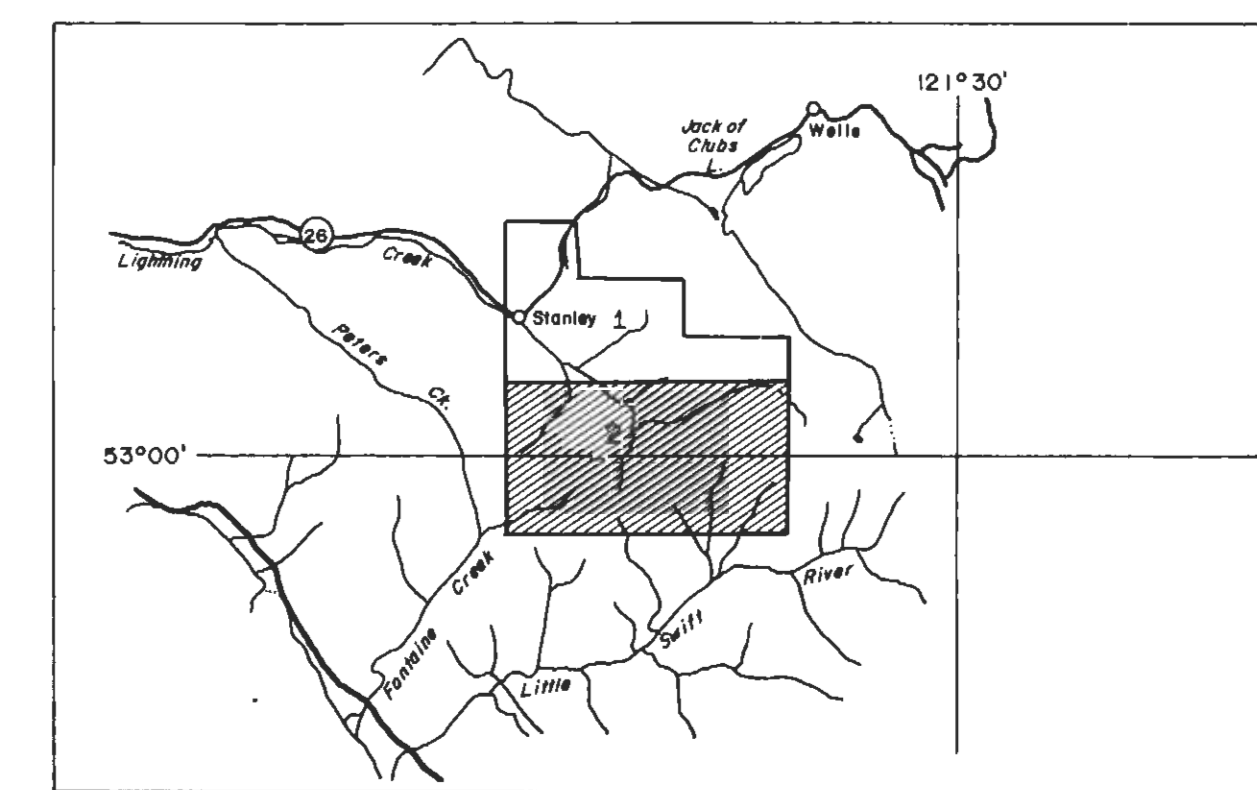 121°30'
Jack of
Clubs
L.
Wells
26
Lightning
Creek
Stanley
1
Peters
Ck.
2
53°00'
Creek
River
Fontaine
Swift
Little